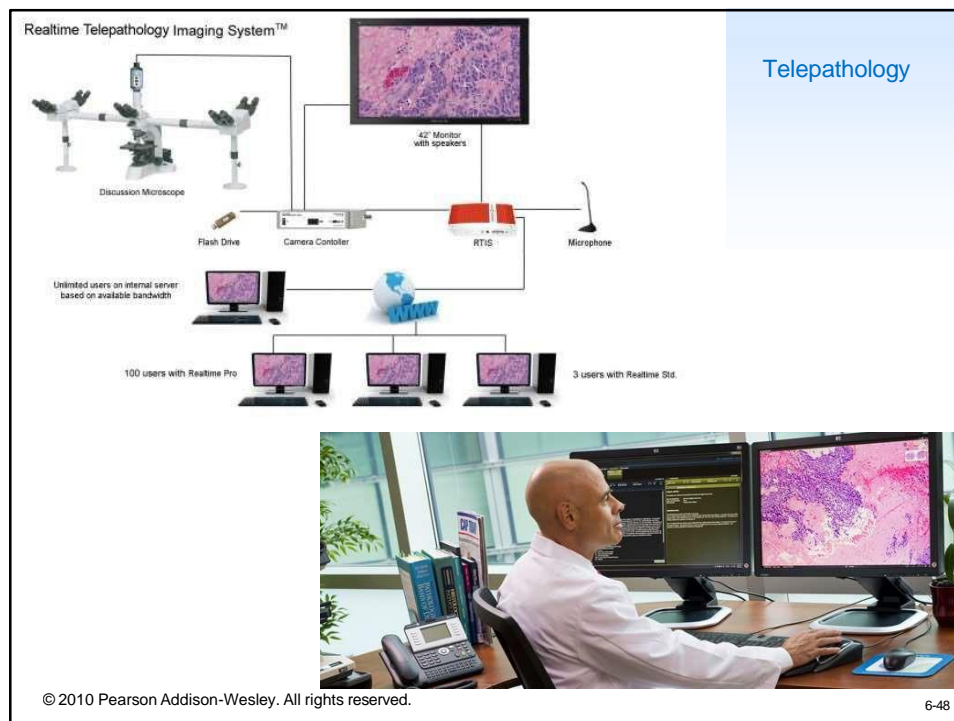 Realtime Telepathology Imaging System™
Telepathology
42" Monitor
with speakers
Discussion Microscope
Flash Drive
Camera Contoller
RTIS
Microphone
Unlimited users on internal server
based on available bandwidth
WWW
100 users with Realtime Pro
3 users with Realtime Std.
© 2010 Pearson Addison-Wesley. All rights reserved.
6-48